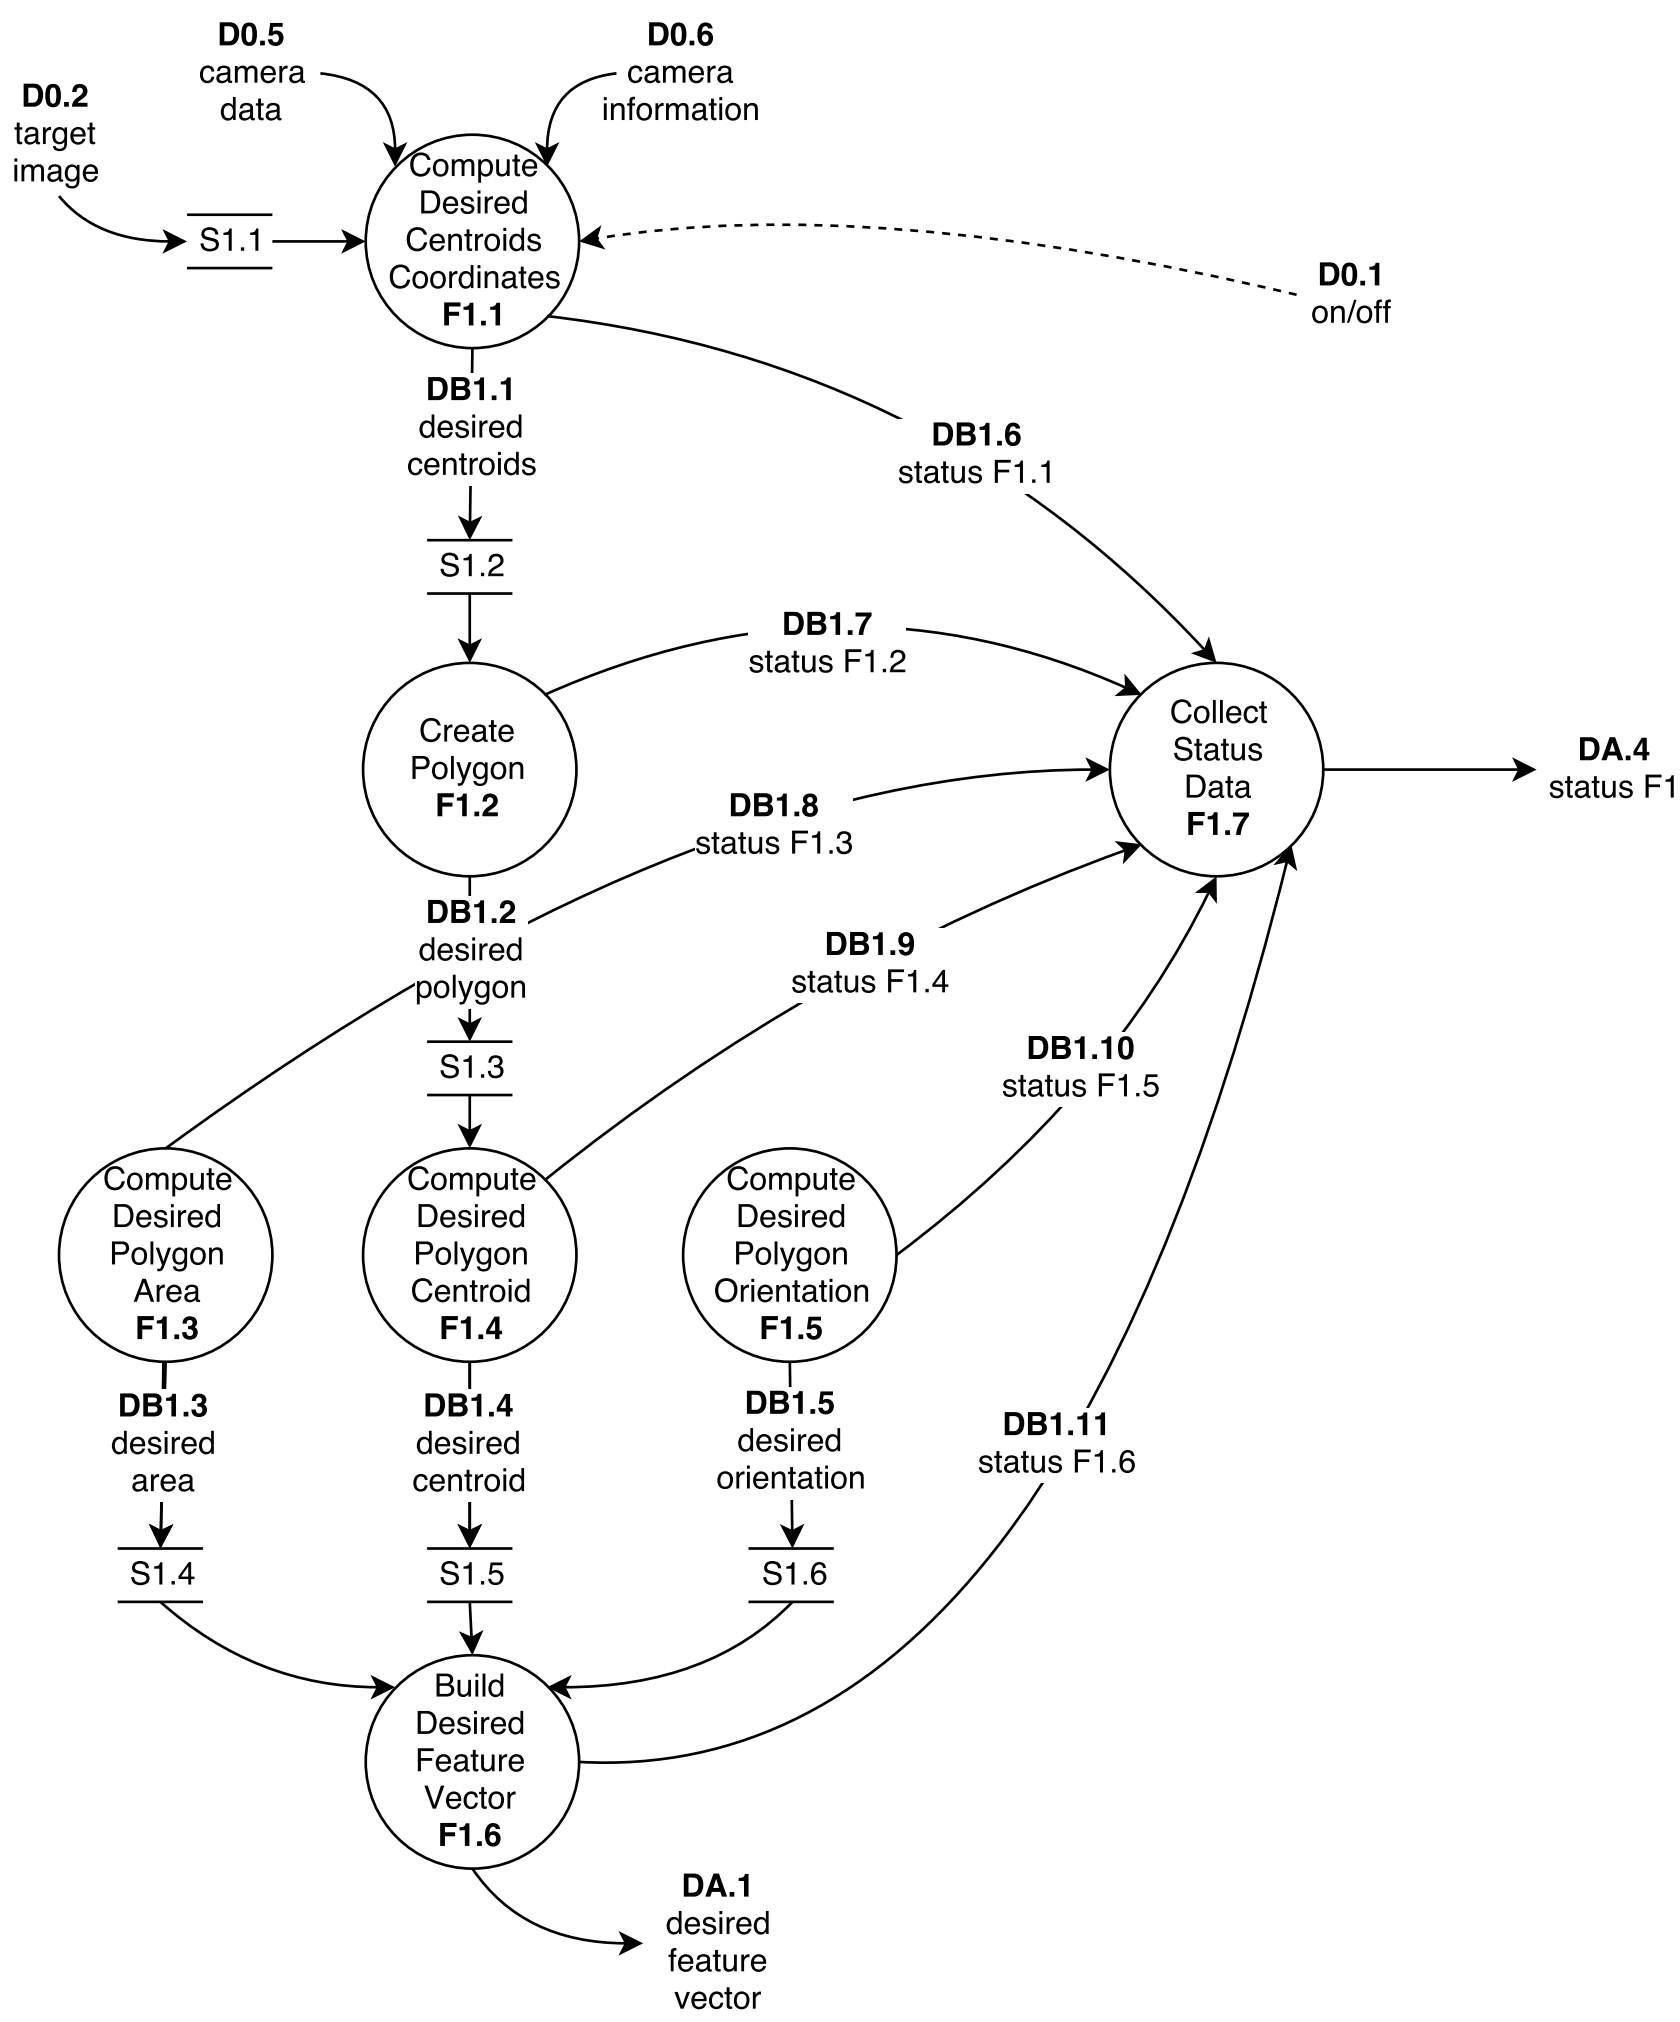 D0.5
camera
data
D0.6
camera
information
D0.2
target
image
S1.1
Compute
Desired
Centroids
Coordinates
F1.1
D0.1
on/off
DB1.1
desired
centroids
DB1.6
status F1.1
S1.2
DB1.7
status F1.2
Create
Polygon
F1.2
Collect
Status
Data
F1.7
DA.4
status F1
DB1.8
status F1.3
DB1.2
desired
polygon
DB1.9
status F1.4
S1.3
DB1.10
status F1.5
Compute
Desired
Polygon
Area
F1.3
Compute
Desired
Polygon
Centroid
F1.4
Compute
Desired
Polygon
Orientation
F1.5
DB1.3
desired
area
DB1.4
desired
centroid
DB1.5
desired
orientation
DB1.11
status F1.6
S1.4
S1.5
S1.6
Build
Desired
Feature
Vector
F1.6
DA.1
desired
feature
vector